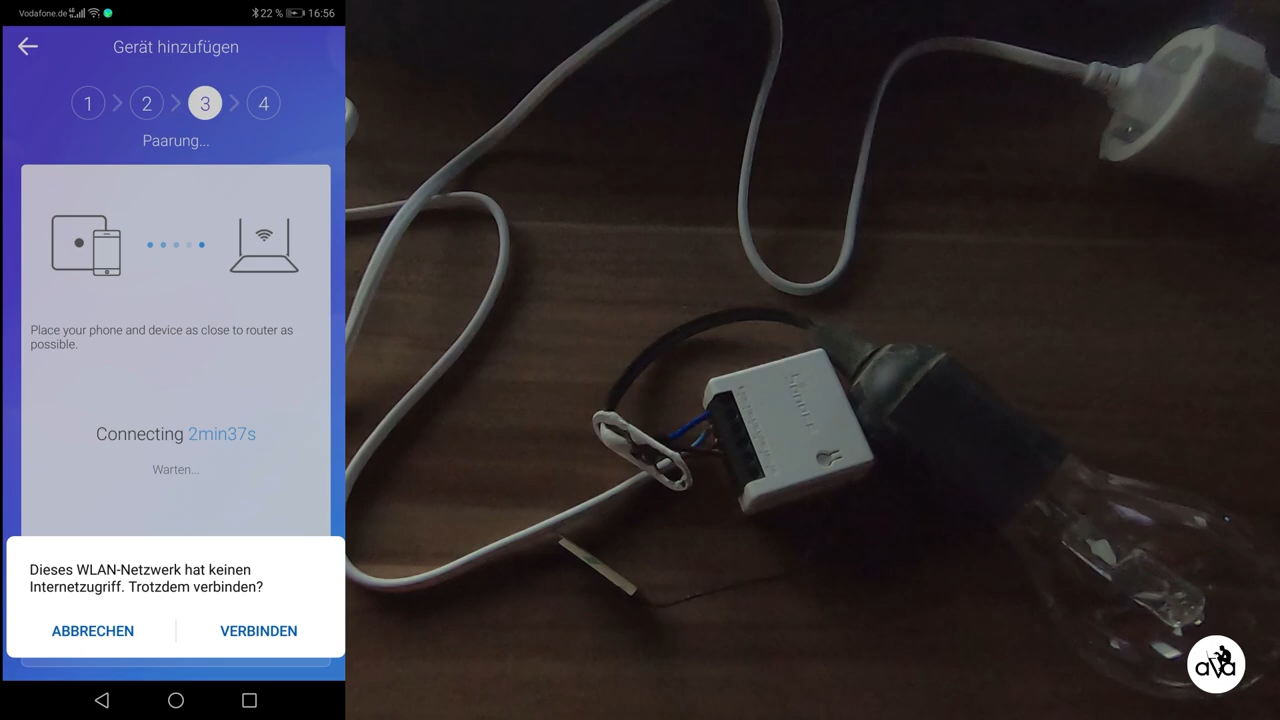 Vodafone.de
22 %
16:56
Gerät hinzufügen
1
2
3
4
Paarung...
Place your phone and device as close to router as
possible.
Connecting 2min37s
Warten...
Dieses WLAN-Netzwerk hat keinen
Internetzugriff. Trotzdem verbinden?
ABBRECHEN
VERBINDEN
ava